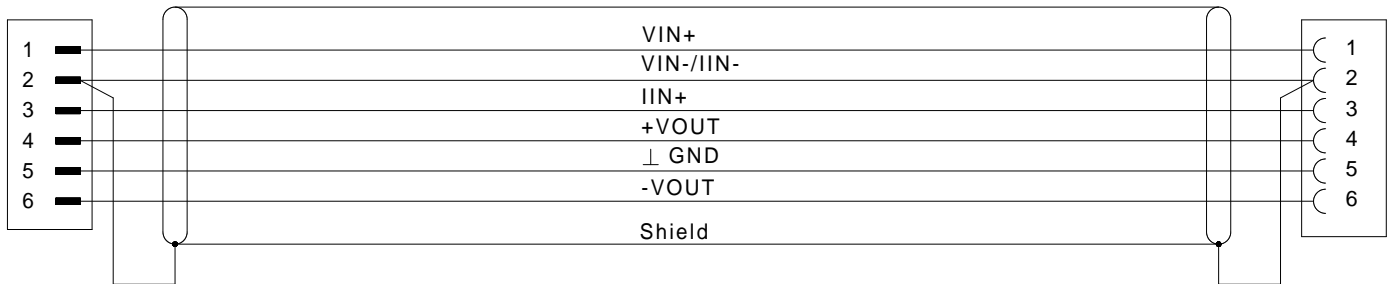 VIN+
1 1
VIN-/IIN-
2 2
IIN+
3 3
+VOUT
4 4
⊥ GND
5 5
-VOUT
6 6
Shield